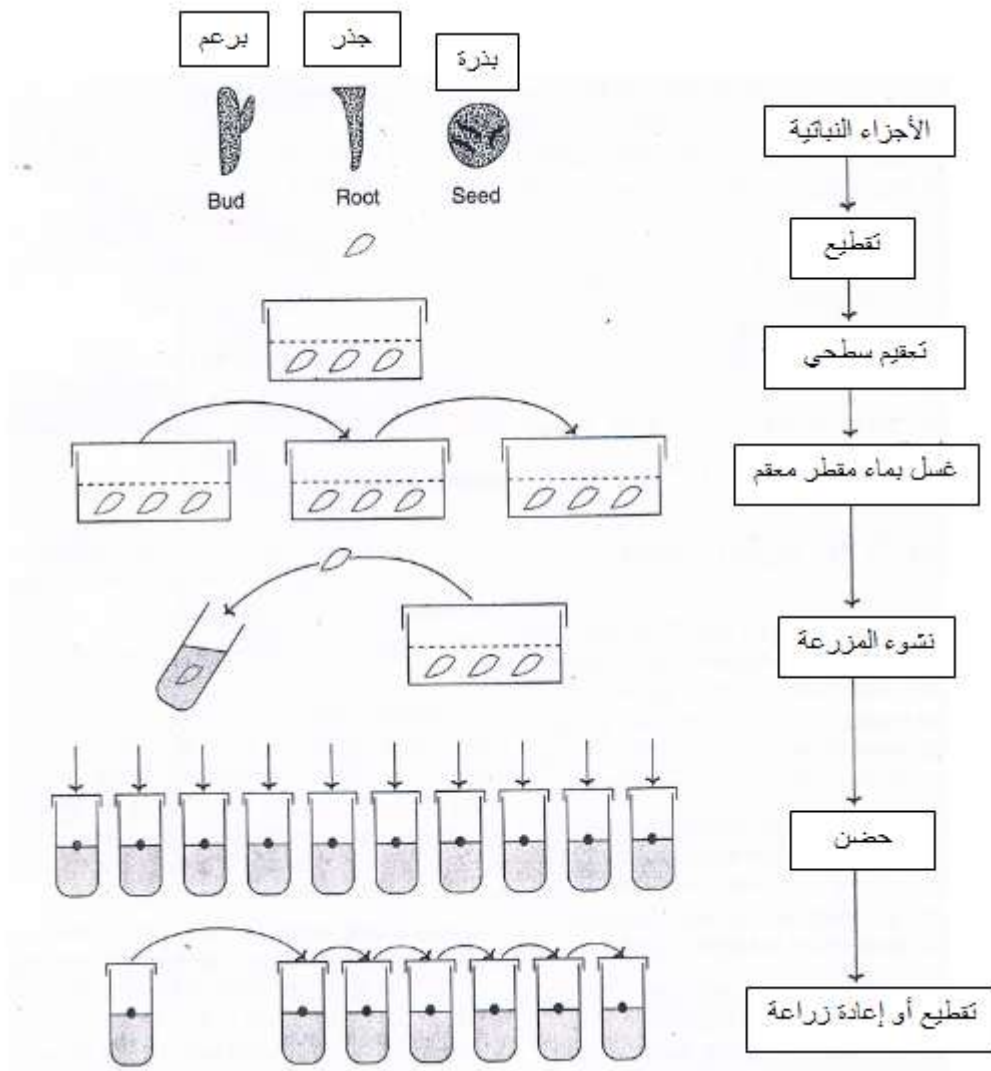 برعم
جذر
بذرة
Bud
Root
Seed
الأجزاء النباتية
تقطيع
تعقيم سطحي
غسل بماء مقطر معقم
نشوء المزرعة
حضن
تقطيع أو إعادة زراعة